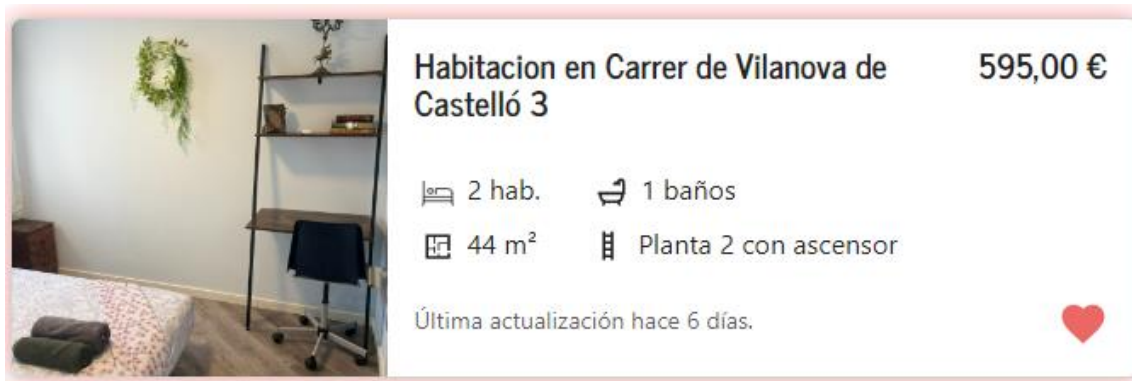 Habitacion en Carrer de Vilanova de
Castelló 3
595,00 €
2 hab.
1 baños
44 m²
Planta 2 con ascensor
Última actualización hace 6 días.